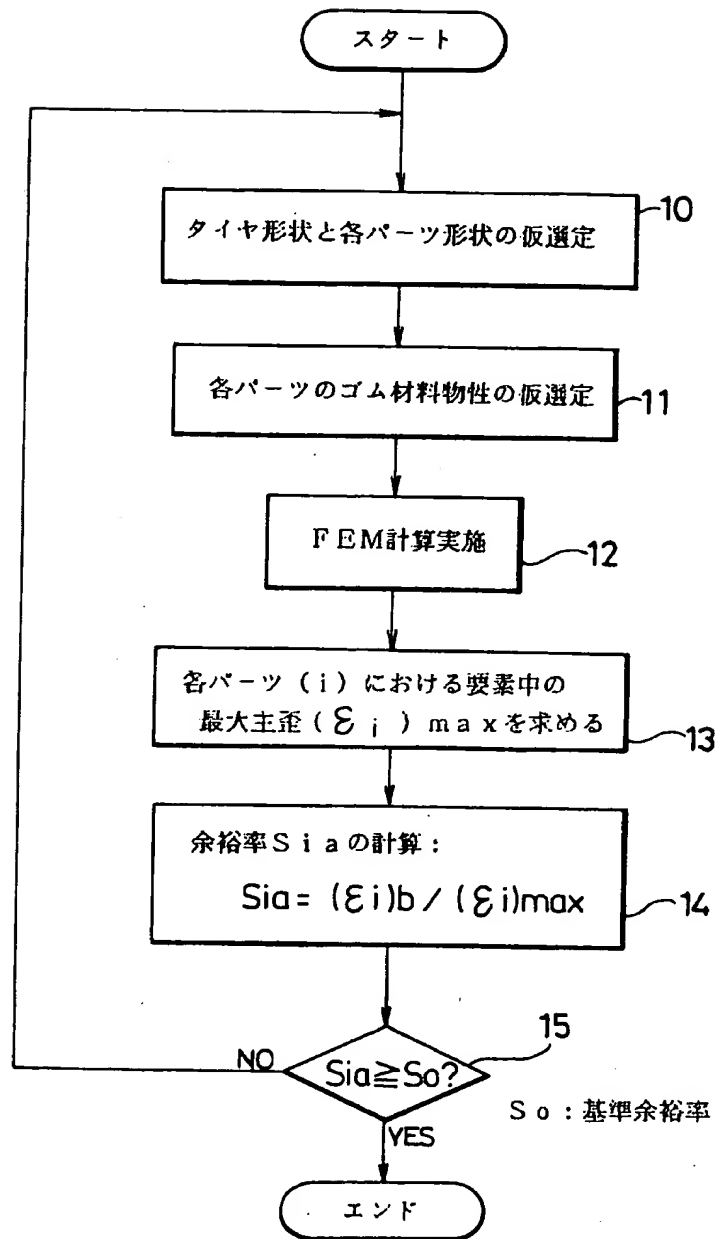 スタート
タイヤ形状と各パーツ形状の仮選定
10
各パーツのゴム材料物性の仮選定
11
FEM計算実施
12
各パーツ(i)における要素中の
最大主歪(εi)maxを求める
13
余裕率Siaの計算:
Sia=(εi)b/(εi)max
14
15
NO
Sia≧So?
So:基準余裕率
YES
エンド